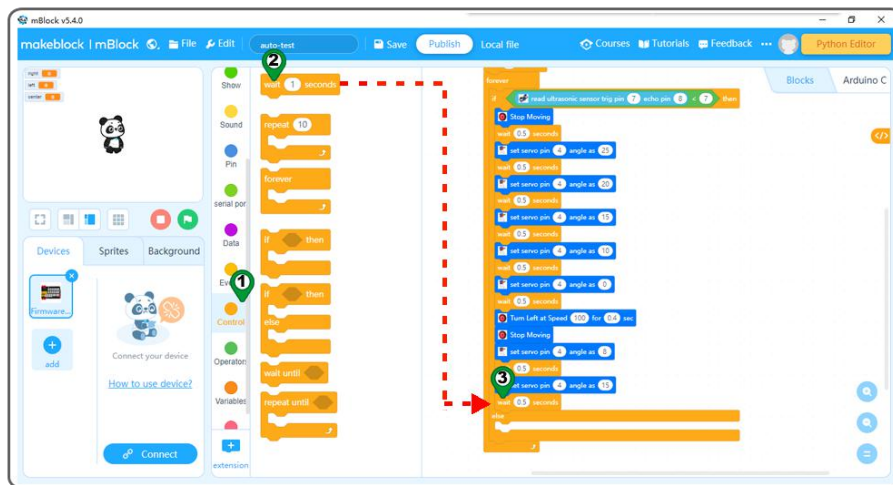 mBlock v5.4.0
makeblock | mBlock File Edit auto-test Save Publish Local file Courses Tutorials Feedback Python Editor
right
left
center
Devices Sprites Background
Firmware...
add
Connect your device
How to use device?
Connect
Show
Sound
Pin
serial por
Data
Control
Operators
Variables
extension
1
2
3
wait 1 seconds
repeat 10
forever
if then
if then
else
wait until
repeat until
Blocks Arduino C
forever
if read ultrasonic sensor trig pin 7 echo pin 8 < 7 then
Stop Moving
wait 0.5 seconds
set servo pin 4 angle as 25
wait 0.5 seconds
set servo pin 4 angle as 20
wait 0.5 seconds
set servo pin 4 angle as 15
wait 0.5 seconds
set servo pin 4 angle as 10
wait 0.5 seconds
set servo pin 4 angle as 0
wait 0.5 seconds
Turn Left at Speed 100 for 0.4 sec
Stop Moving
set servo pin 4 angle as 8
0.5 seconds
set servo pin 4 angle as 15
wait 0.5 seconds
else